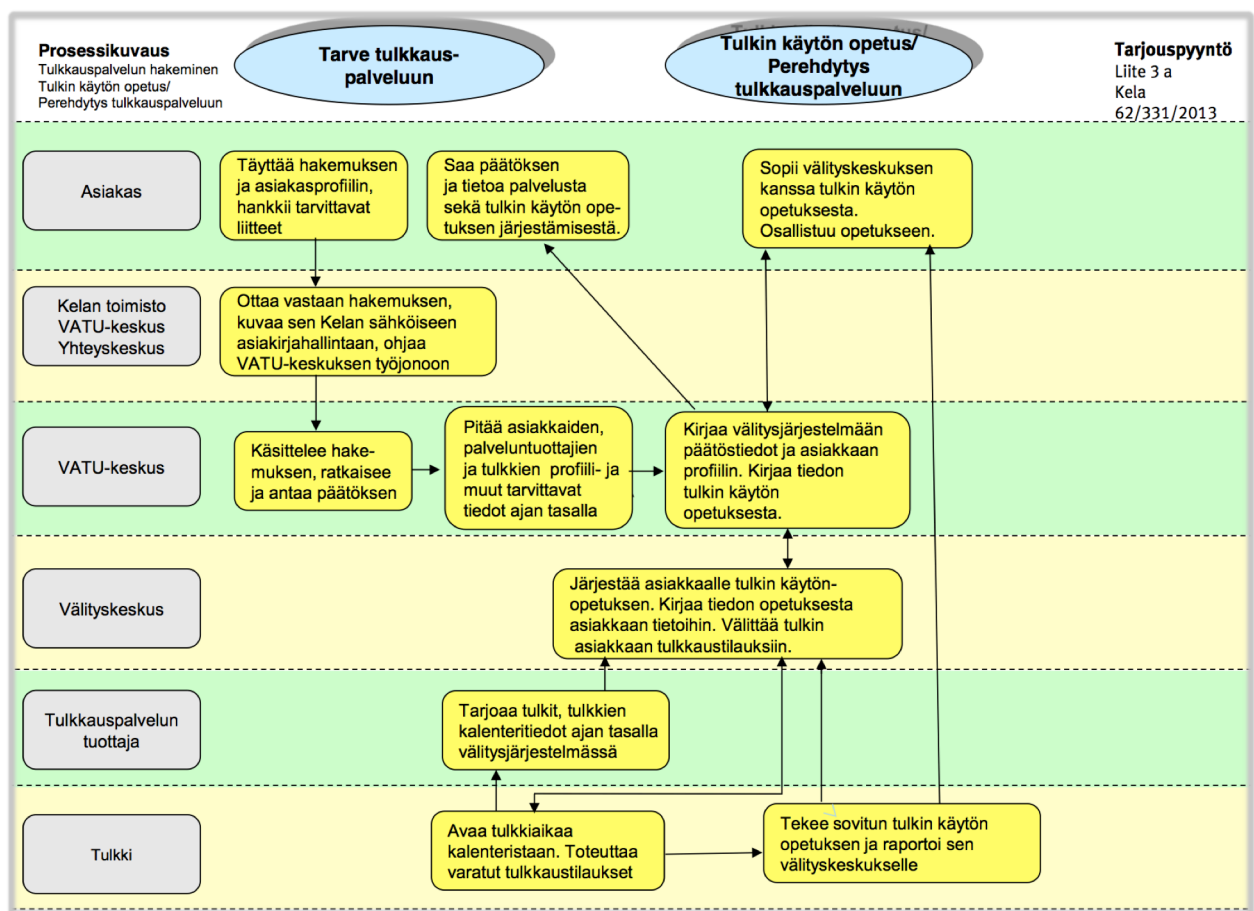 Prosessikuvaus
Tulkkauspalvelun hakeminen
Tulkin käytön opetus/
Perehdytys tulkkauspalveluun
Tarve tulkkaus-
palveluun
Tulkin käytön opetus/
Perehdytys
tulkkauspalveluun
Tarjouspyyntö
Liite 3 a
Kela
62/331/2013
Asiakas
Täyttää hakemuksen
ja asiakasprofiilin,
hankkii tarvittavat
liitteet
Saa päätöksen
ja tietoa palvelusta
sekä tulkin käytön ope-
tuksen järjestämisestä.
Sopii välityskeskuksen
kanssa tulkin käytön
opetuksesta.
Osallistuu opetukseen.
Kelan toimisto
VATU-keskus
Yhteyskeskus
Ottaa vastaan hakemuksen,
kuvaa sen Kelan sähköiseen
asiakirjahallintaan, ohjaa
VATU-keskuksen työjonoon
VATU-keskus
Käsittelee hake-
muksen, ratkaisee
ja antaa päätöksen
Pitää asiakkaiden,
palveluntuottajien
ja tulkkien profiili- ja
muut tarvittavat
tiedot ajan tasalla
Kirjaa välitysjärjestelmään
päätöstiedot ja asiakkaan
profiilin. Kirjaa tiedon
tulkin käytön
opetuksesta.
Välityskeskus
Järjestää asiakkaalle tulkin käytön-
opetuksen. Kirjaa tiedon opetuksesta
asiakkaan tietoihin. Välittää tulkin
asiakkaan tulkkaustilauksiin.
Tulkkauspalvelun
tuottaja
Tarjoaa tulkit, tulkkien
kalenteritiedot ajan tasalla
välitysjärjestelmässä
Tulkki
Avaa tulkkiaikaa
kalenteristaan. Toteuttaa
varatut tulkkaustilaukset
Tekee sovitun tulkin käytön
opetuksen ja raportoi sen
välityskeskukselle